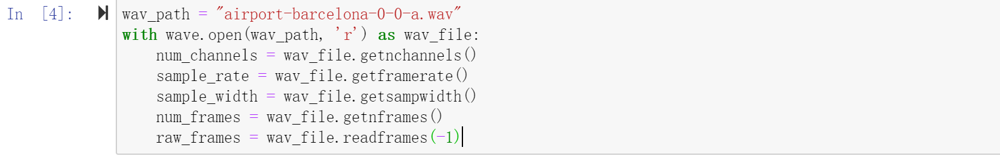 In [4]: wav_path = "airport-barcelona-0-0-a.wav"
with wave.open(wav_path, 'r') as wav_file:
    num_channels = wav_file.getnchannels()
    sample_rate = wav_file.getframerate()
    sample_width = wav_file.getsampwidth()
    num_frames = wav_file.getnframes()
    raw_frames = wav_file.readframes(-1)